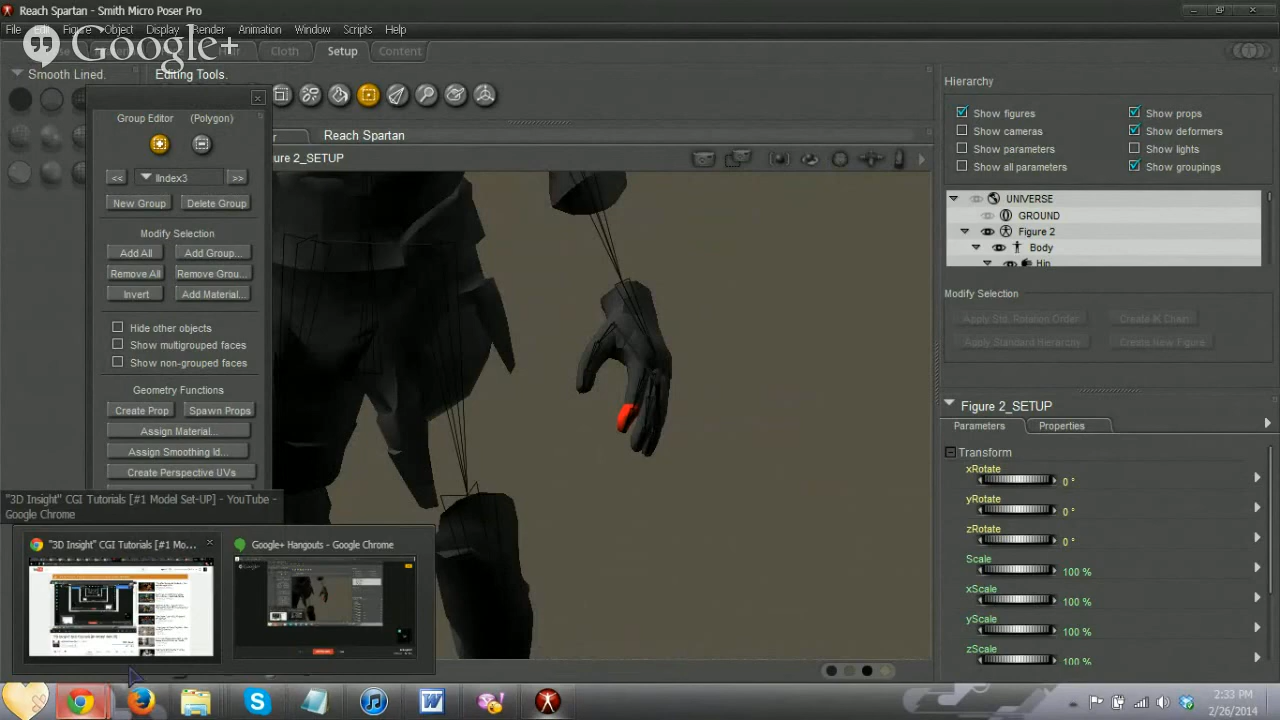 Reach Spartan - Smith Micro Poser Pro
File Edit Figure Object Display Render Animation Window Scripts Help
Google+
Cloth Setup Content
Smooth Lined.
Editing Tools.
Group Editor (Polygon)
Reach Spartan
ure 2_SETUP
<< lIndex3 >>
New Group Delete Group
Modify Selection
Add All Add Group...
Remove All Remove Grou...
Invert Add Material...
Hide other objects
Show multigrouped faces
Show non-grouped faces
Geometry Functions
Create Prop Spawn Props
Assign Material...
Assign Smoothing Id...
Create Perspective UVs
Hierarchy
Show figures Show props
Show cameras Show deformers
Show parameters Show lights
Show all parameters Show groupings
UNIVERSE
GROUND
Figure 2
Body
Hip
Modify Selection
Apply Std. Rotation Order Create IK Chain
Apply Standard Hierarchy Create New Figure
Figure 2_SETUP
Parameters Properties
Transform
xRotate
0 °
yRotate
0 °
zRotate
0 °
Scale
100 %
xScale
100 %
yScale
100 %
zScale
100 %
"3D Insight" CGI Tutorials [#1 Model Set-UP] - YouTube -
Google Chrome
"3D Insight" CGI Tutorials [#1 Mo...
Google+ Hangouts - Google Chrome
2:33 PM
2/26/2014